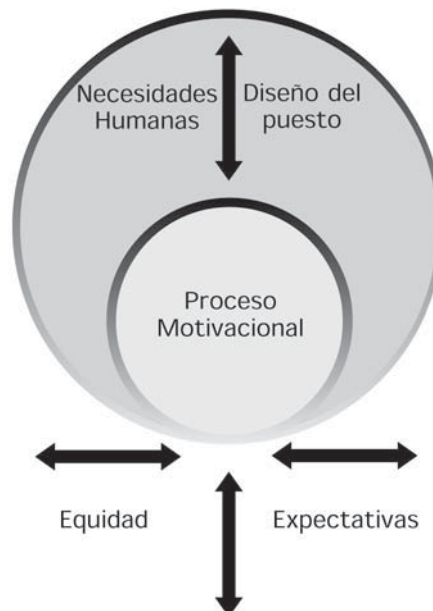 Necesidades Diseño del
Humanas puesto
Proceso
Motivacional
Equidad Expectativas